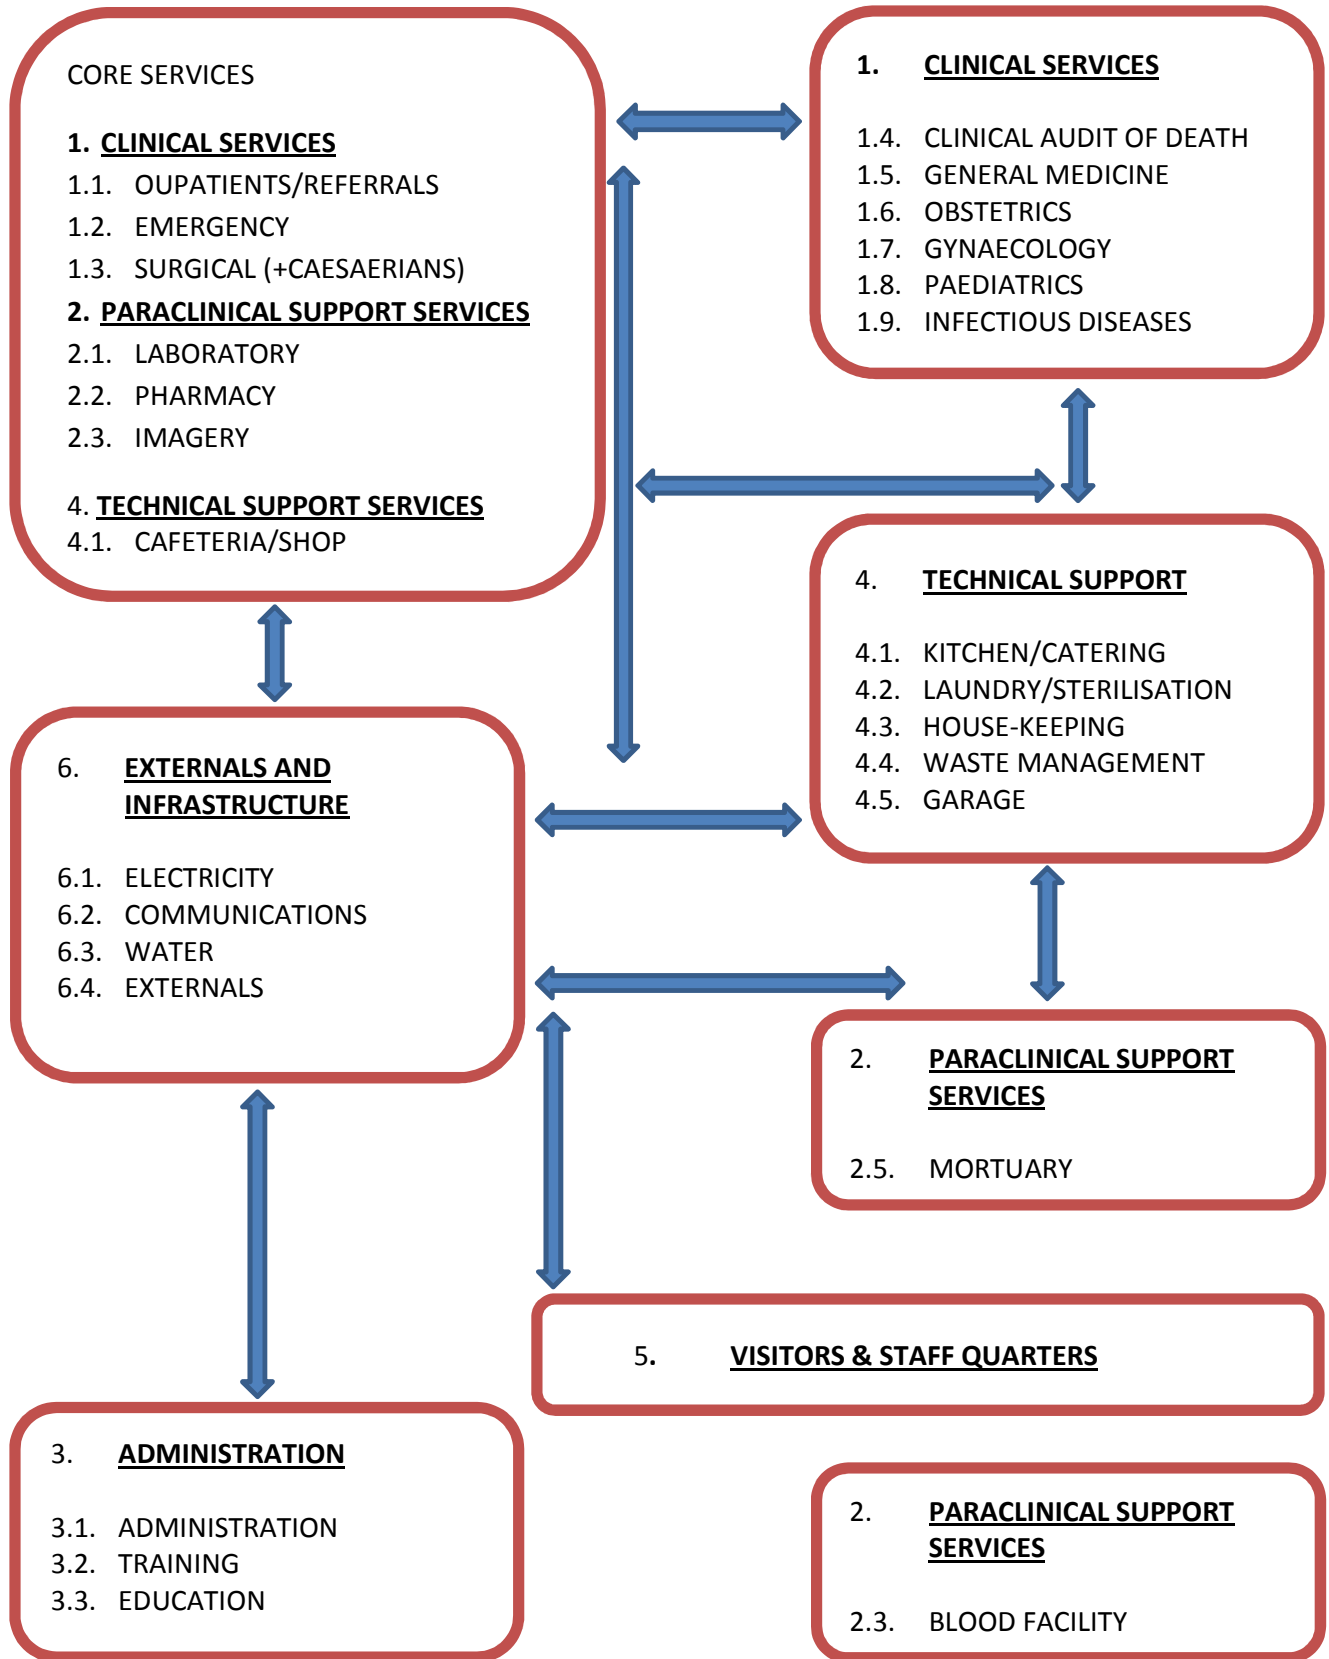 CORE SERVICES
1. CLINICAL SERVICES
1.1. OUPATIENTS/REFERRALS
1.2. EMERGENCY
1.3. SURGICAL (+CAESAERIANS)
2. PARACLINICAL SUPPORT SERVICES
2.1. LABORATORY
2.2. PHARMACY
2.3. IMAGERY
4. TECHNICAL SUPPORT SERVICES
4.1. CAFETERIA/SHOP
1. CLINICAL SERVICES
1.4. CLINICAL AUDIT OF DEATH
1.5. GENERAL MEDICINE
1.6. OBSTETRICS
1.7. GYNAECOLOGY
1.8. PAEDIATRICS
1.9. INFECTIOUS DISEASES
4. TECHNICAL SUPPORT
4.1. KITCHEN/CATERING
4.2. LAUNDRY/STERILISATION
4.3. HOUSE-KEEPING
4.4. WASTE MANAGEMENT
4.5. GARAGE
6. EXTERNALS AND
INFRASTRUCTURE
6.1. ELECTRICITY
6.2. COMMUNICATIONS
6.3. WATER
6.4. EXTERNALS
2. PARACLINICAL SUPPORT
SERVICES
2.5. MORTUARY
5. VISITORS & STAFF QUARTERS
3. ADMINISTRATION
3.1. ADMINISTRATION
3.2. TRAINING
3.3. EDUCATION
2. PARACLINICAL SUPPORT
SERVICES
2.3. BLOOD FACILITY